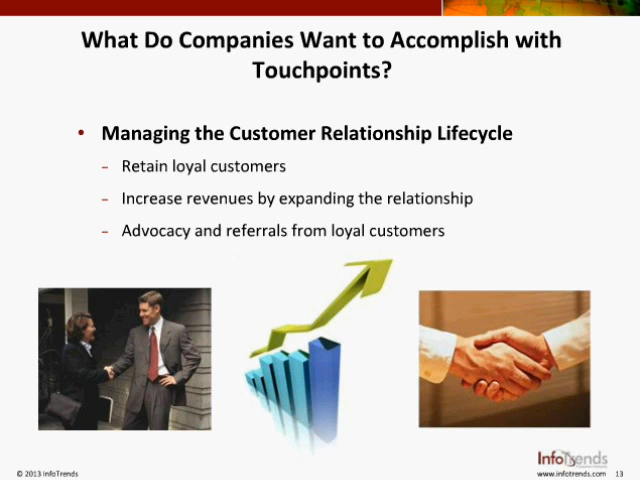 What Do Companies Want to Accomplish with
Touchpoints?
• Managing the Customer Relationship Lifecycle
– Retain loyal customers
– Increase revenues by expanding the relationship
– Advocacy and referrals from loyal customers
InfoTrends
© 2013 InfoTrends
www.infotrends.com 13